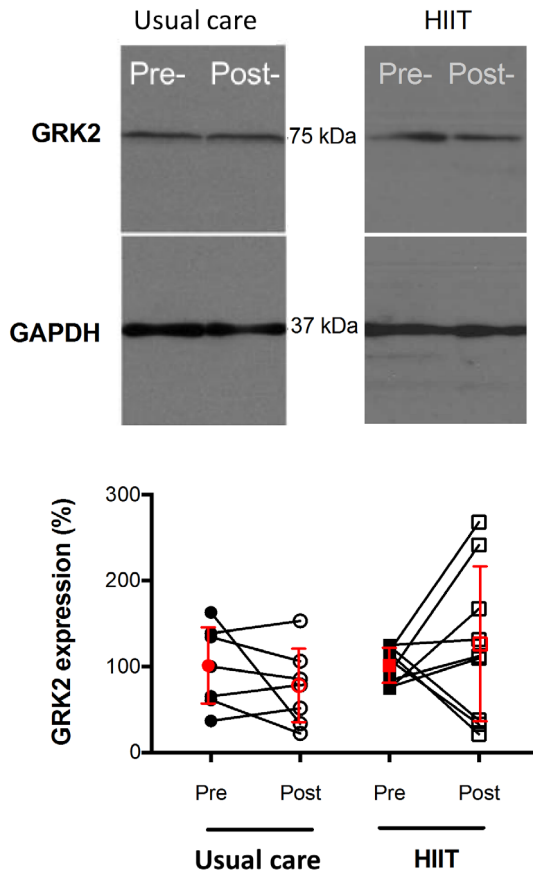 Usual care HIIT
Pre- Post- Pre- Post-
GRK2 75 kDa
GAPDH 37 kDa
GRK2 expression (%)
300
200
100
0
Pre Post Pre Post
Usual care HIIT